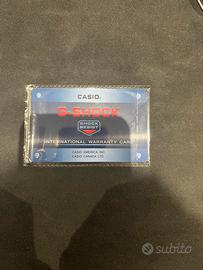 CASIO
G-SHOCK
SHOCK
RESIST
INTERNATIONAL WARRANTY CARD
CASIO AMERICA, INC.
CASIO CANADA LTD.
subito